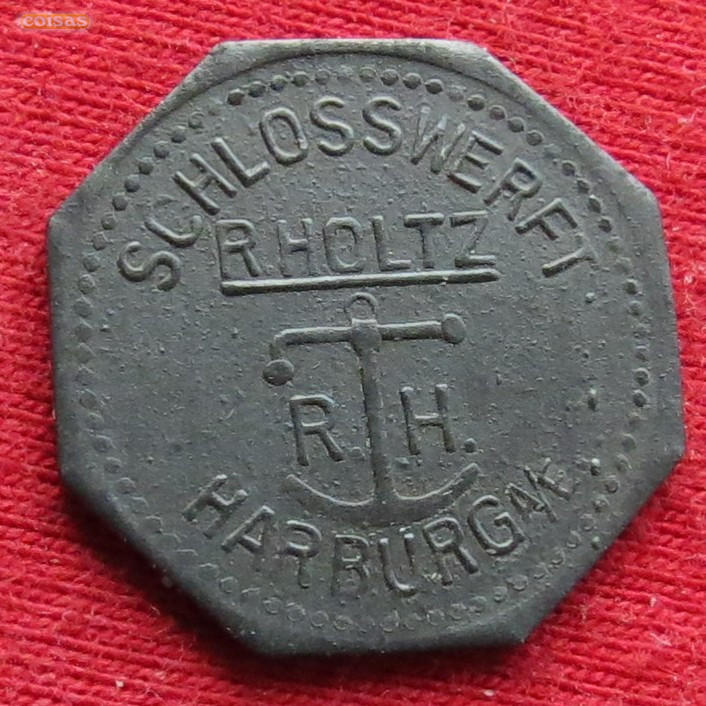 coisas
SCHLOSSWERFT
R.HOLTZ
R. H.
HARBURG A/E.